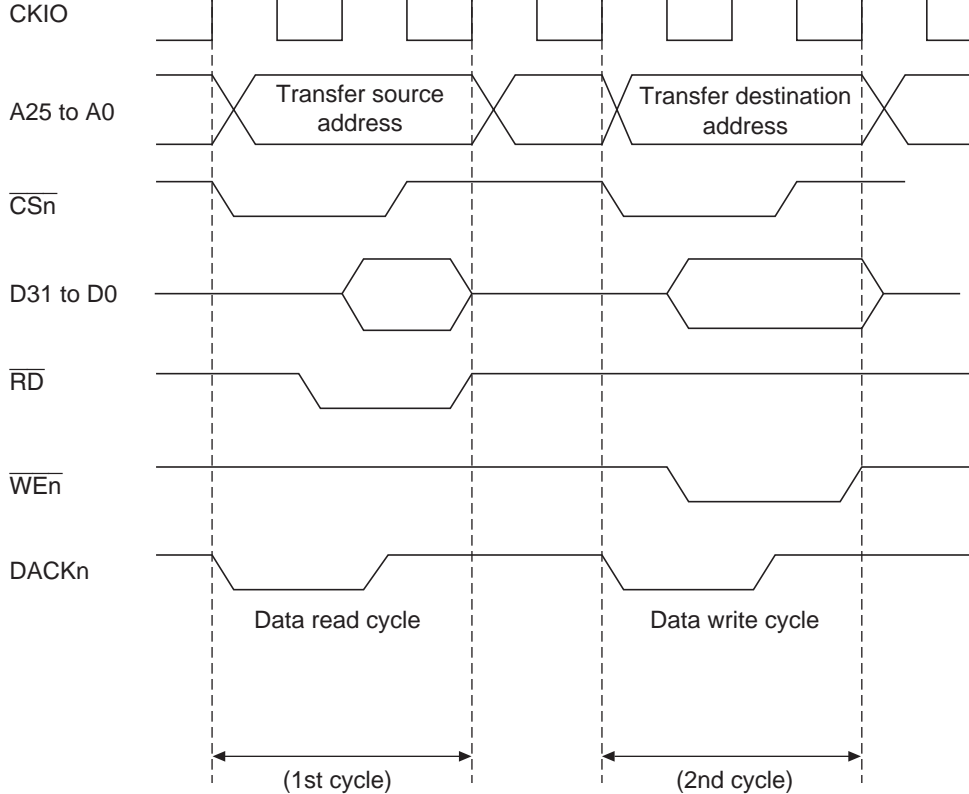 CKIO
A25 to A0
Transfer source
address
Transfer destination
address
CSn
D31 to D0
RD
WEn
DACKn
Data read cycle
Data write cycle
(1st cycle)
(2nd cycle)